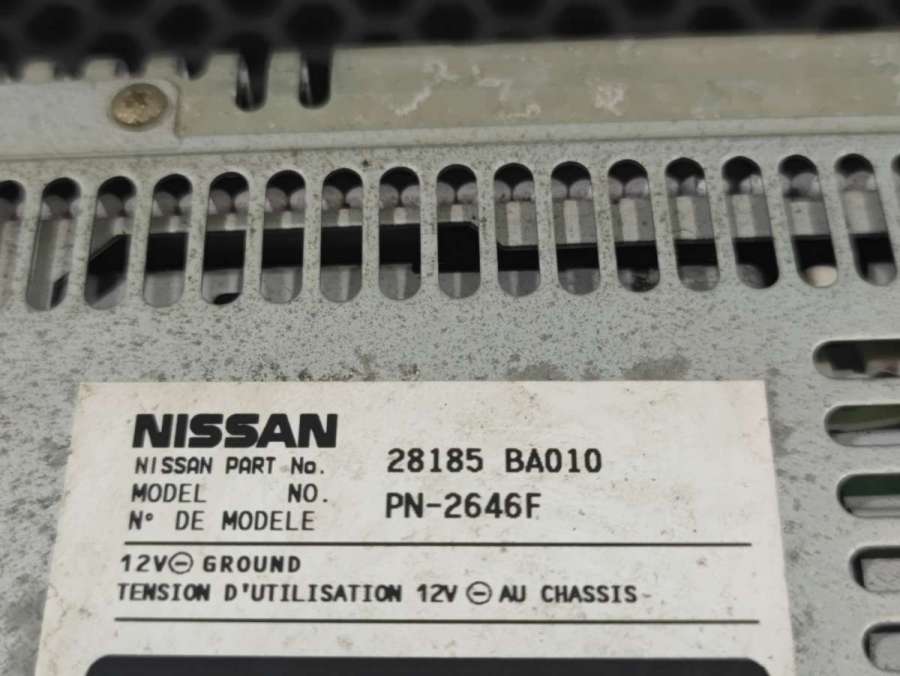 NISSAN
NISSAN PART No. 28185 BA010
MODEL NO. PN-2646F
N° DE MODELE
12V⊖ GROUND
TENSION D'UTILISATION 12V ⊖ AU CHASSIS